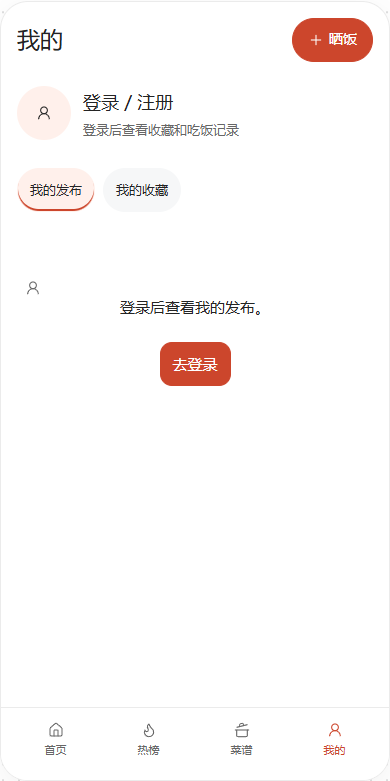 我的
+ 晒饭
登录 / 注册
登录后查看收藏和吃饭记录
我的发布
我的收藏
登录后查看我的发布。
去登录
首页
热榜
菜谱
我的